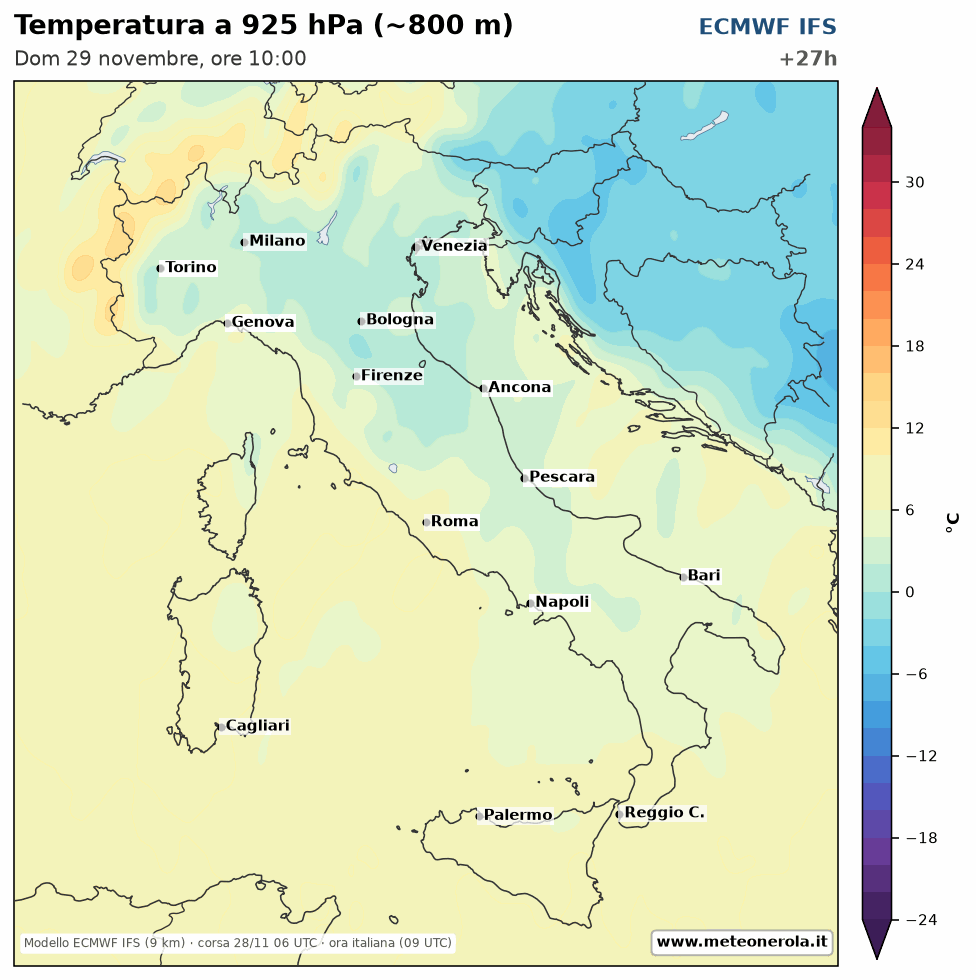 Temperatura a 925 hPa (~800 m)
ECMWF IFS
Dom 29 novembre, ore 10:00
+27h
Milano
Venezia
Torino
Genova
Bologna
Firenze
Ancona
Pescara
Roma
Bari
Napoli
Cagliari
Palermo
Reggio C.
30
24
18
12
6
0
−6
−12
−18
−24
°C
Modello ECMWF IFS (9 km) · corsa 28/11 06 UTC · ora italiana (09 UTC)
www.meteonerola.it